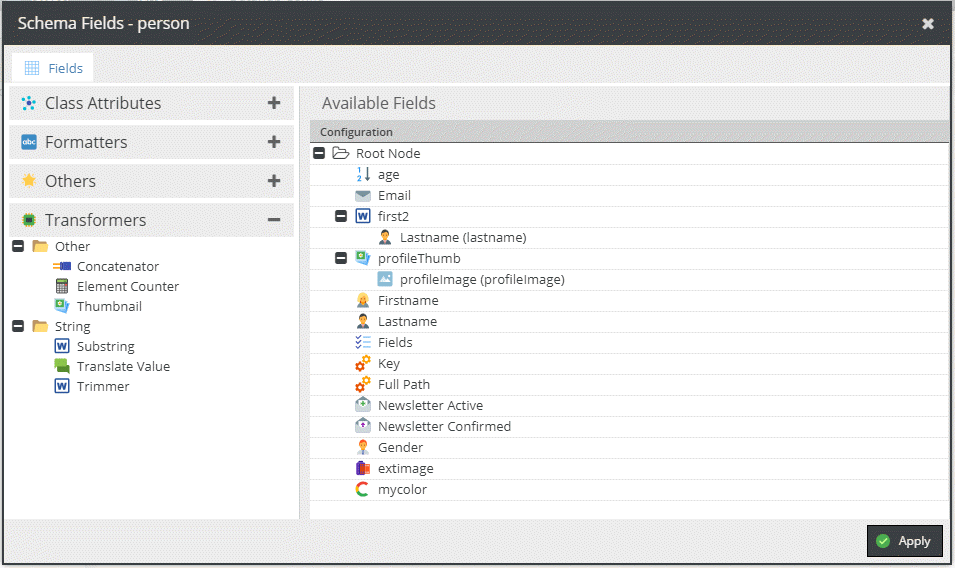 Schema Fields - person
Fields
Class Attributes
Formatters
Others
Transformers
Other
Concatenator
Element Counter
Thumbnail
String
Substring
Translate Value
Trimmer
Available Fields
Configuration
Root Node
age
Email
first2
Lastname (lastname)
profileThumb
profileImage (profileImage)
Firstname
Lastname
Fields
Key
Full Path
Newsletter Active
Newsletter Confirmed
Gender
extimage
mycolor
Apply